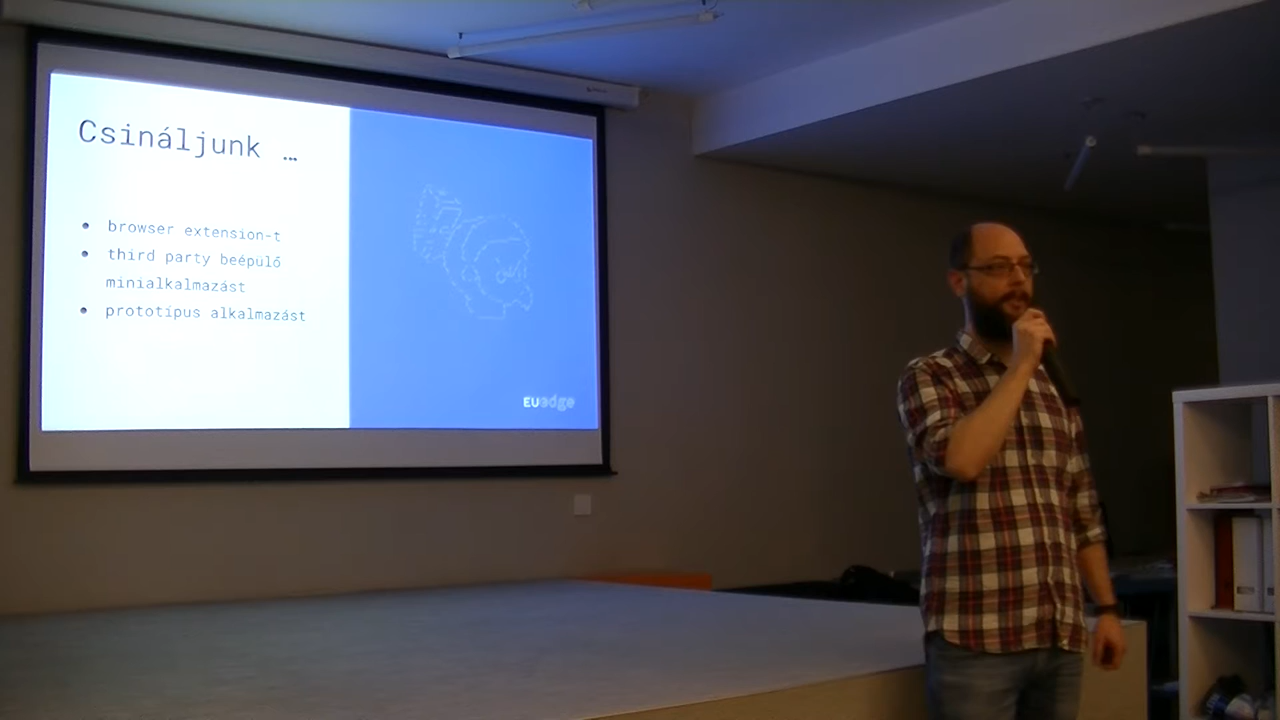 Csináljunk …
• browser extension-t
• third party beépülő
minialkalmazást
• prototípus alkalmazást
EUedge